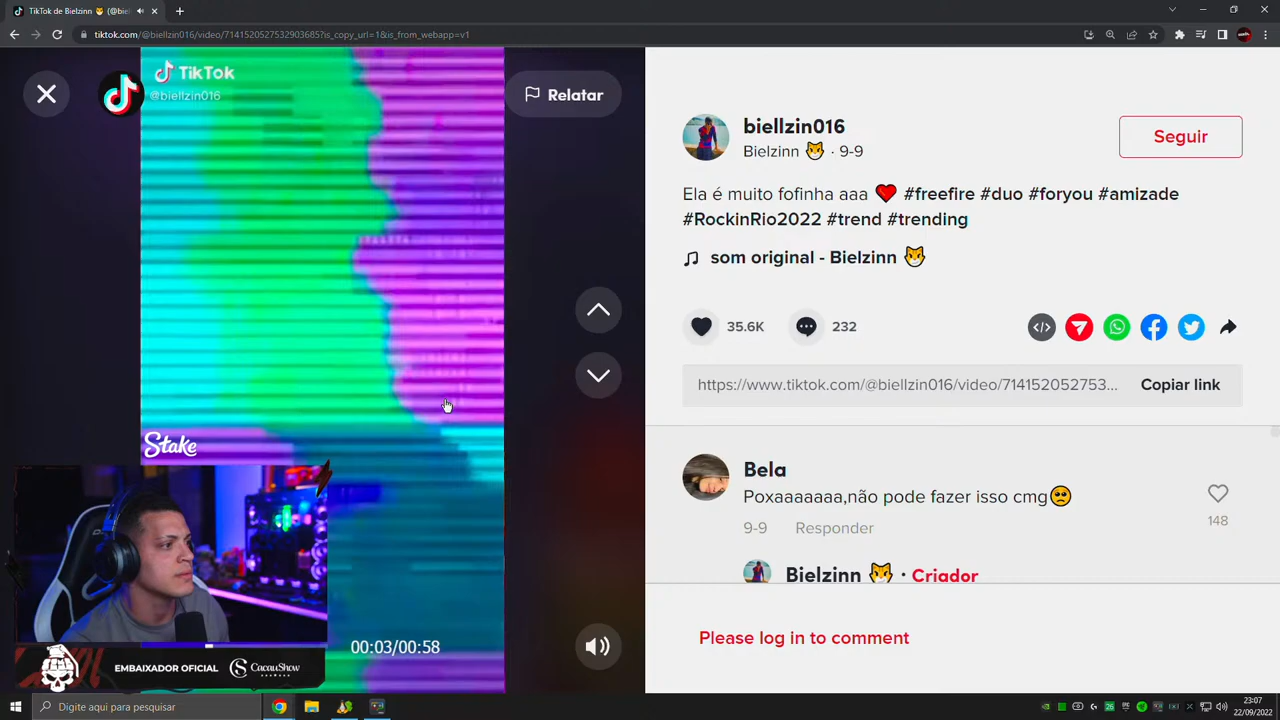 TikTok de Bielzinn 🐱 (@biel
tiktok.com/@biellzin016/video/7141520527532903685?is_copy_url=1&is_from_webapp=v1
TikTok
@biellzin016
Relatar
biellzin016
Bielzinn 🐱 · 9-9
Seguir
Ela é muito fofinha aaa ❤️ #freefire #duo #foryou #amizade
#RockinRio2022 #trend #trending
som original - Bielzinn 🐱
35.6K
232
https://www.tiktok.com/@biellzin016/video/714152052753...
Copiar link
Stake
Bela
Poxaaaaaaa,não pode fazer isso cmg🥺
148
9-9 Responder
Bielzinn 🐱 · Criador
00:03/00:58
Please log in to comment
EMBAIXADOR OFICIAL
CacauShow
Digite aqui para pesquisar
26
23:07
22/09/2022